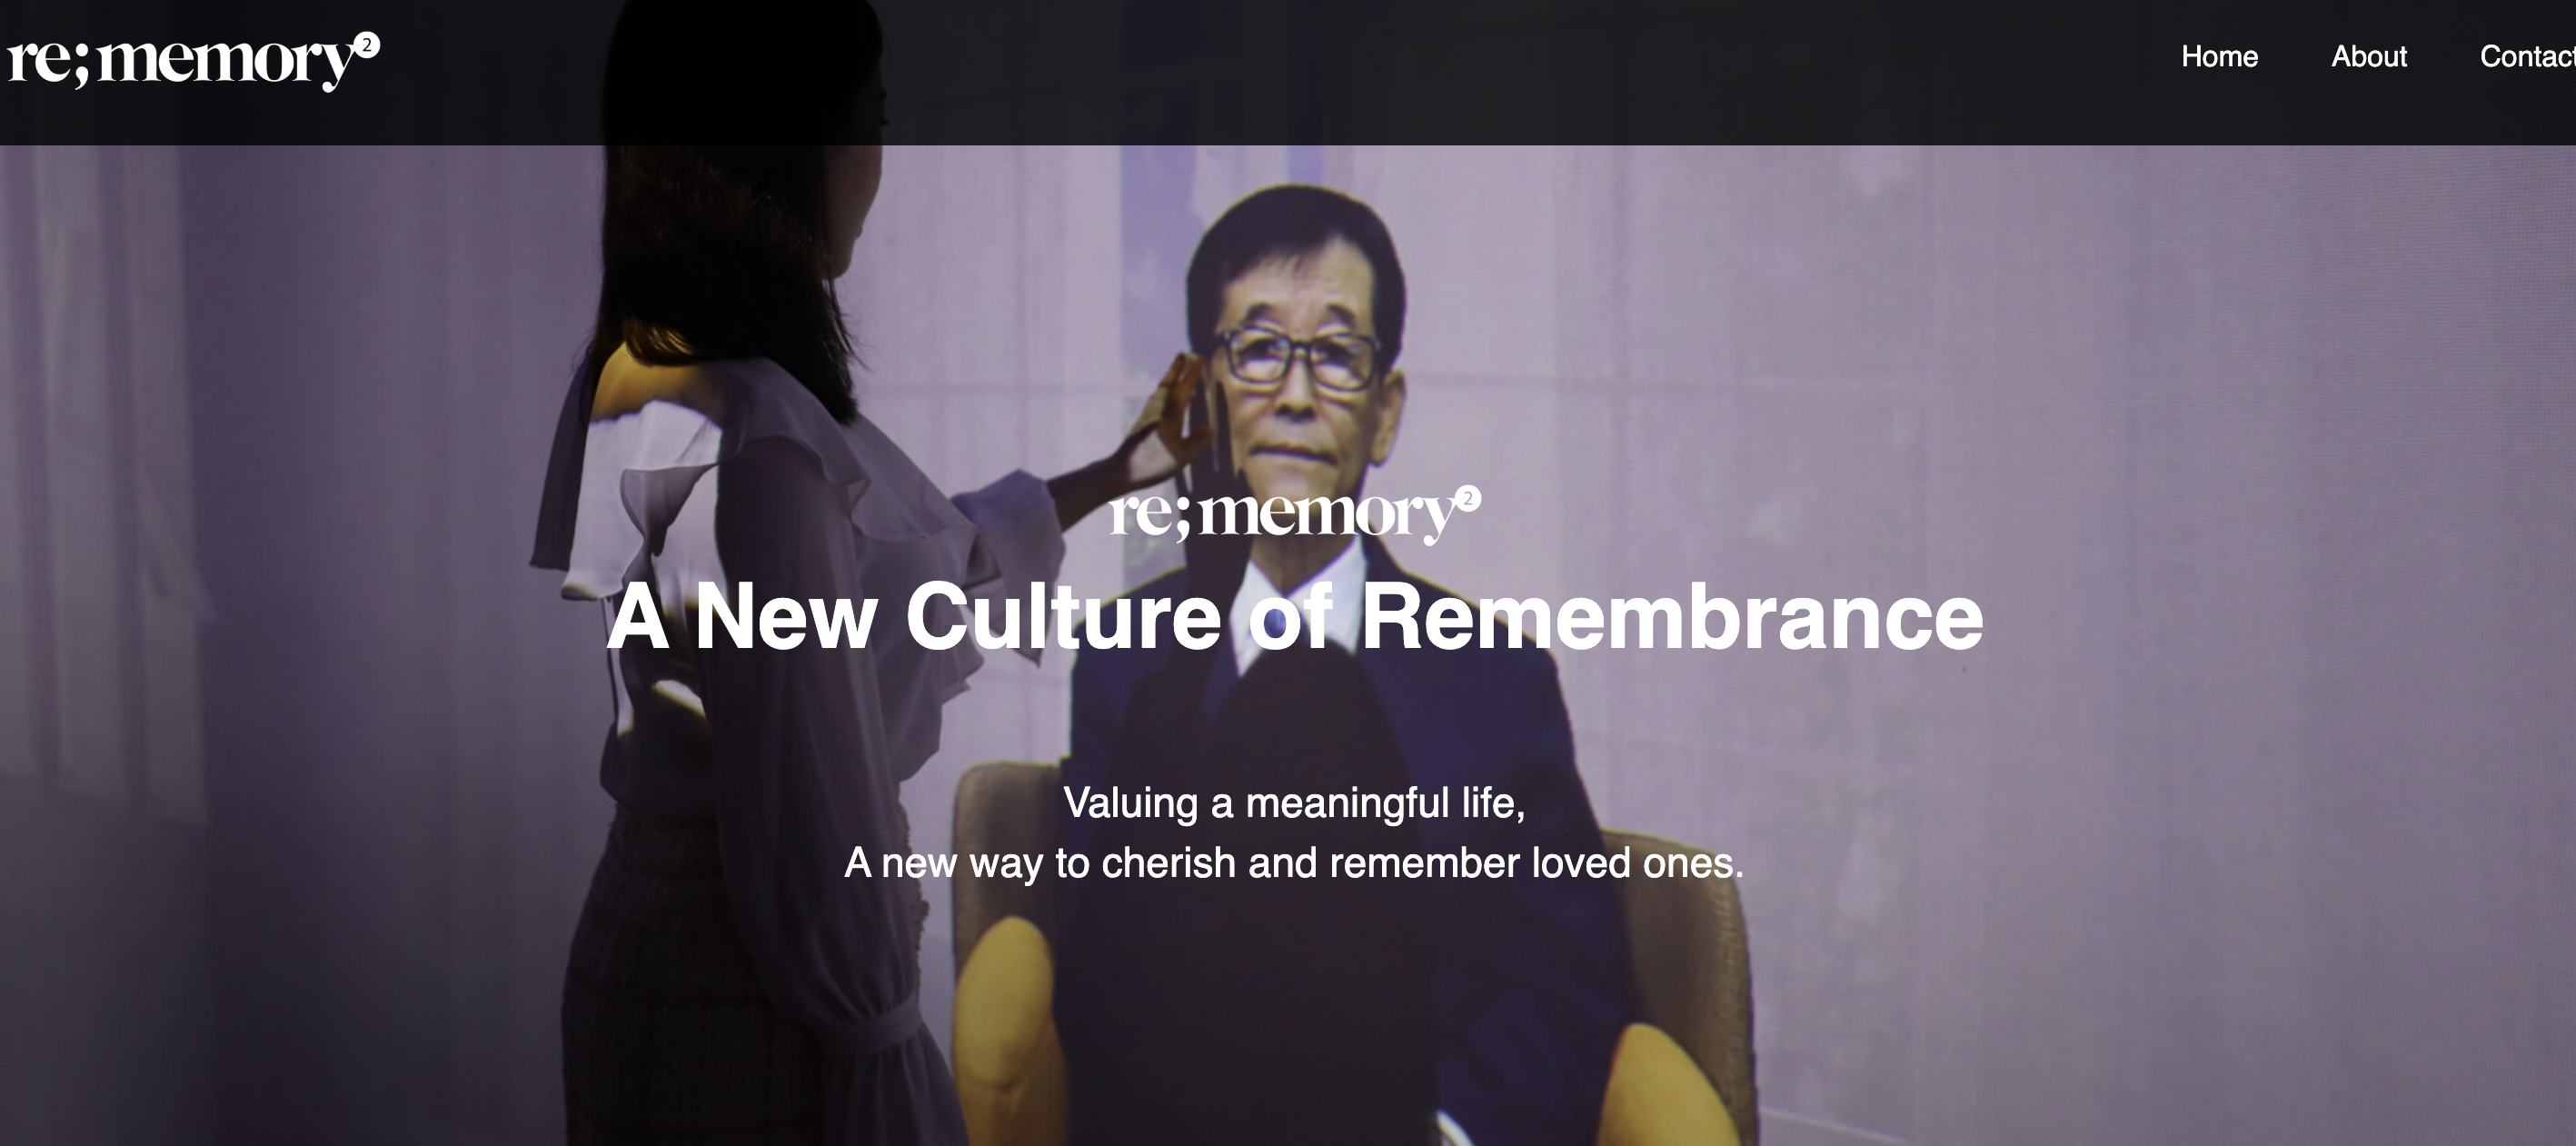 re;memory²
Home About Contact
re;memory²
A New Culture of Remembrance
Valuing a meaningful life,
A new way to cherish and remember loved ones.